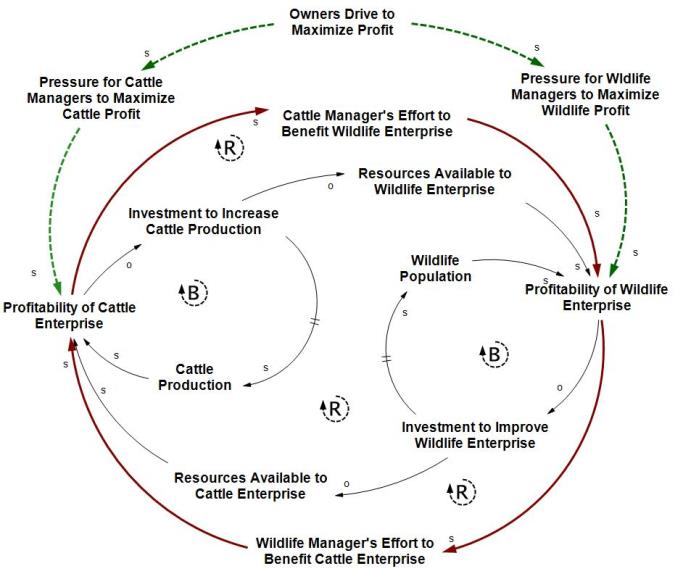 Owners Drive to
Maximize Profit
s
s
Pressure for Cattle
Managers to Maximize
Cattle Profit
Pressure for Wldlife
Managers to Maximize
Wildlife Profit
s
Cattle Manager's Effort to
Benefit Wildlife Enterprise
R
Resources Available to
Wildlife Enterprise
o
Investment to Increase
Cattle Production
s
s
s
o
s
s
Wildlife
Population
Profitability of Wildlife
Enterprise
B
Profitability of Cattle
Enterprise
s
B
s
s
Cattle
Production
s
s
o
R
Investment to Improve
Wildlife Enterprise
Resources Available to
Cattle Enterprise
o
R
s
Wildlife Manager's Effort to
Benefit Cattle Enterprise